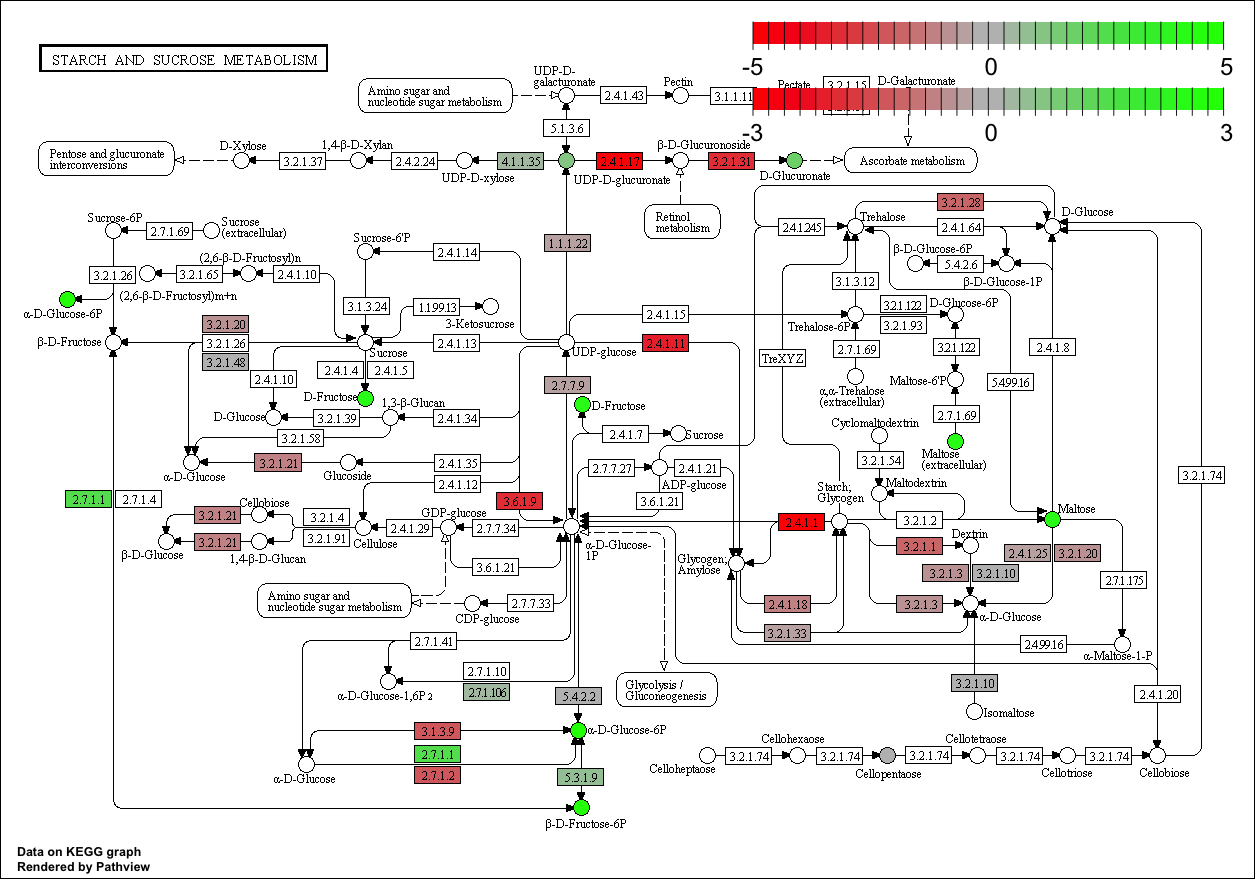 STARCH AND SUCROSE METABOLISM
-5 0 5
-3 0 3
Amino sugar and
nucleotide sugar metabolism
UDP-D-
galacturonate
2.4.1.43
Pectin
3.1.1.11
Pectate
3.2.1.15
D-Galacturonate
5.1.3.6
Pentose and glucuronate
interconversions
D-Xylose
3.2.1.37
1,4-β-D-Xylan
2.4.2.24
UDP-D-xylose
4.1.1.35
UDP-D-glucuronate
2.4.1.17
β-D-Glucuronoside
3.2.1.31
D-Glucuronate
Ascorbate metabolism
Retinol
metabolism
1.1.1.22
Sucrose-6P
2.7.1.69
Sucrose
(extracellular)
3.2.1.26
(2,6-β-D-Fructosyl)n
3.2.1.65
2.4.1.10
(2,6-β-D-Fructosyl)m+n
α-D-Glucose-6P
Sucrose-6'P
2.4.1.14
3.1.3.24
1.1.99.13
3-Ketosucrose
β-D-Fructose
3.2.1.20
3.2.1.26
3.2.1.48
Sucrose
2.4.1.13
UDP-glucose
2.4.1.15
2.4.1.11
2.4.1.10
2.4.1.4
2.4.1.5
D-Fructose
2.7.7.9
D-Fructose
D-Glucose
3.2.1.39
1,3-β-Glucan
2.4.1.34
3.2.1.58
2.4.1.7
Sucrose
α-D-Glucose
3.2.1.21
Glucoside
2.4.1.35
2.4.1.12
2.7.7.27
2.4.1.21
ADP-glucose
3.6.1.21
3.6.1.9
2.7.1.1
2.7.1.4
3.2.1.21
Cellobiose
3.2.1.4
3.2.1.91
Cellulose
2.4.1.29
GDP-glucose
2.7.7.34
α-D-Glucose-
1P
β-D-Glucose
3.2.1.21
1,4-β-D-Glucan
3.6.1.21
Amino sugar and
nucleotide sugar metabolism
CDP-glucose
2.7.7.33
2.7.1.41
2.7.1.10
2.7.1.106
α-D-Glucose-1,6P2
5.4.2.2
Glycolysis /
Gluconeogenesis
3.1.3.9
2.7.1.1
2.7.1.2
α-D-Glucose-6P
α-D-Glucose
5.3.1.9
β-D-Fructose-6P
3.2.1.28
Trehalose
D-Glucose
2.4.1.245
2.4.1.64
β-D-Glucose-6P
5.4.2.6
β-D-Glucose-1P
3.1.3.12
3.2.1.122
3.2.1.93
D-Glucose-6P
Trehalose-6P
TreXYZ
2.7.1.69
α,α-Trehalose
(extracellular)
3.2.1.122
Maltose-6'P
2.7.1.69
Maltose
(extracellular)
5.4.99.16
2.4.1.8
Cyclomaltodextrin
3.2.1.54
Maltodextrin
3.2.1.74
Starch;
Glycogen
2.4.1.1
3.2.1.2
Maltose
3.2.1.1
Dextrin
2.4.1.25
3.2.1.20
3.2.1.3
3.2.1.10
Glycogen;
Amylose
2.4.1.18
3.2.1.3
α-D-Glucose
3.2.1.33
2.7.1.175
2.4.99.16
α-Maltose-1-P
3.2.1.10
Isomaltose
2.4.1.20
Celloheptaose
3.2.1.74
Cellohexaose
3.2.1.74
Cellopentaose
3.2.1.74
Cellotetraose
3.2.1.74
Cellotriose
3.2.1.74
Cellobiose
Data on KEGG graph
Rendered by Pathview